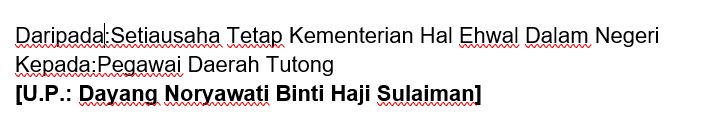 Daripada:Setiausaha Tetap Kementerian Hal Ehwal Dalam Negeri
Kepada:Pegawai Daerah Tutong
[U.P.: Dayang Noryawati Binti Haji Sulaiman]